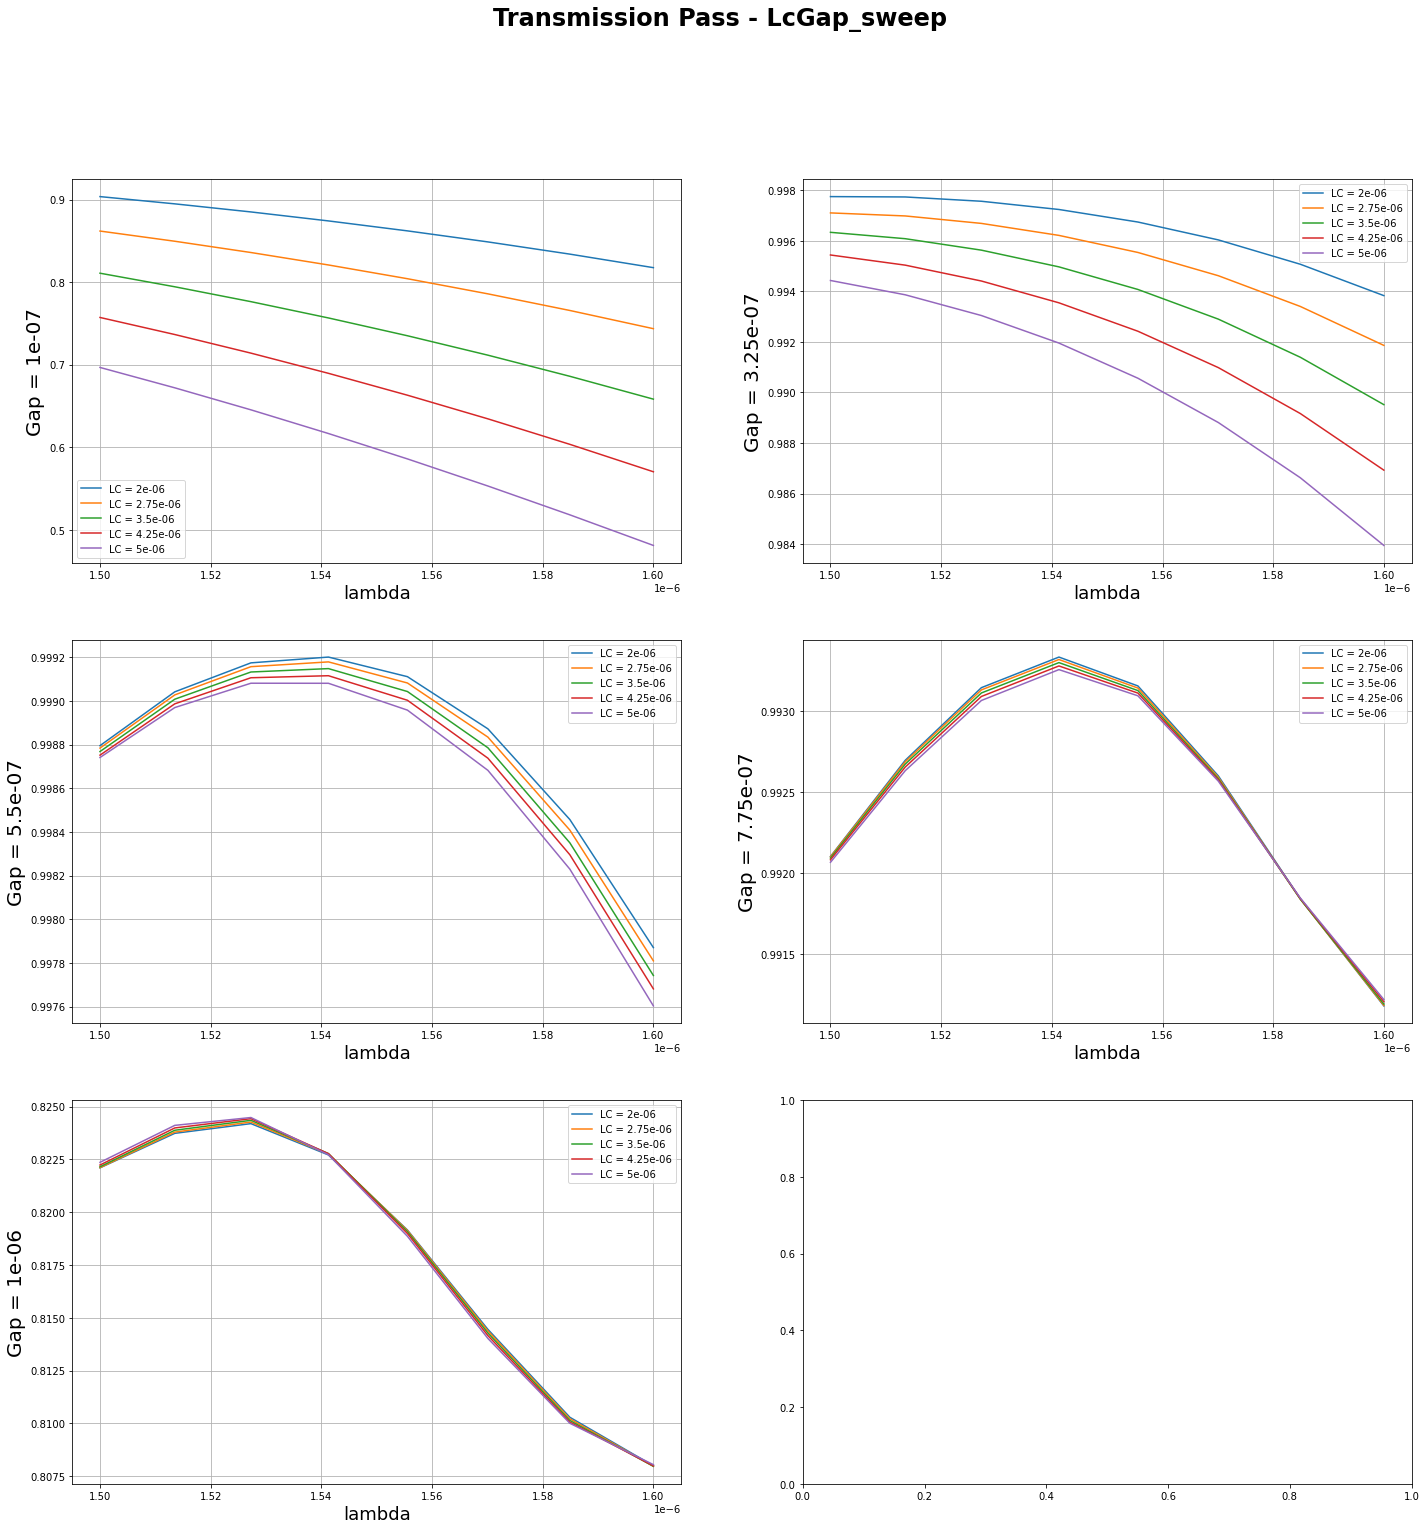 Transmission Pass - LcGap_sweep
Gap = 1e-07
0.9
0.8
0.7
0.6
0.5
LC = 2e-06
LC = 2.75e-06
LC = 3.5e-06
LC = 4.25e-06
LC = 5e-06
1.50 1.52 1.54 1.56 1.58 1.60
1e-6
lambda
Gap = 3.25e-07
0.998
0.996
0.994
0.992
0.990
0.988
0.986
0.984
LC = 2e-06
LC = 2.75e-06
LC = 3.5e-06
LC = 4.25e-06
LC = 5e-06
1.50 1.52 1.54 1.56 1.58 1.60
1e-6
lambda
Gap = 5.5e-07
0.9992
0.9990
0.9988
0.9986
0.9984
0.9982
0.9980
0.9978
0.9976
LC = 2e-06
LC = 2.75e-06
LC = 3.5e-06
LC = 4.25e-06
LC = 5e-06
1.50 1.52 1.54 1.56 1.58 1.60
1e-6
lambda
Gap = 7.75e-07
0.9930
0.9925
0.9920
0.9915
LC = 2e-06
LC = 2.75e-06
LC = 3.5e-06
LC = 4.25e-06
LC = 5e-06
1.50 1.52 1.54 1.56 1.58 1.60
1e-6
lambda
Gap = 1e-06
0.8250
0.8225
0.8200
0.8175
0.8150
0.8125
0.8100
0.8075
LC = 2e-06
LC = 2.75e-06
LC = 3.5e-06
LC = 4.25e-06
LC = 5e-06
1.50 1.52 1.54 1.56 1.58 1.60
1e-6
lambda
1.0
0.8
0.6
0.4
0.2
0.0
0.0 0.2 0.4 0.6 0.8 1.0